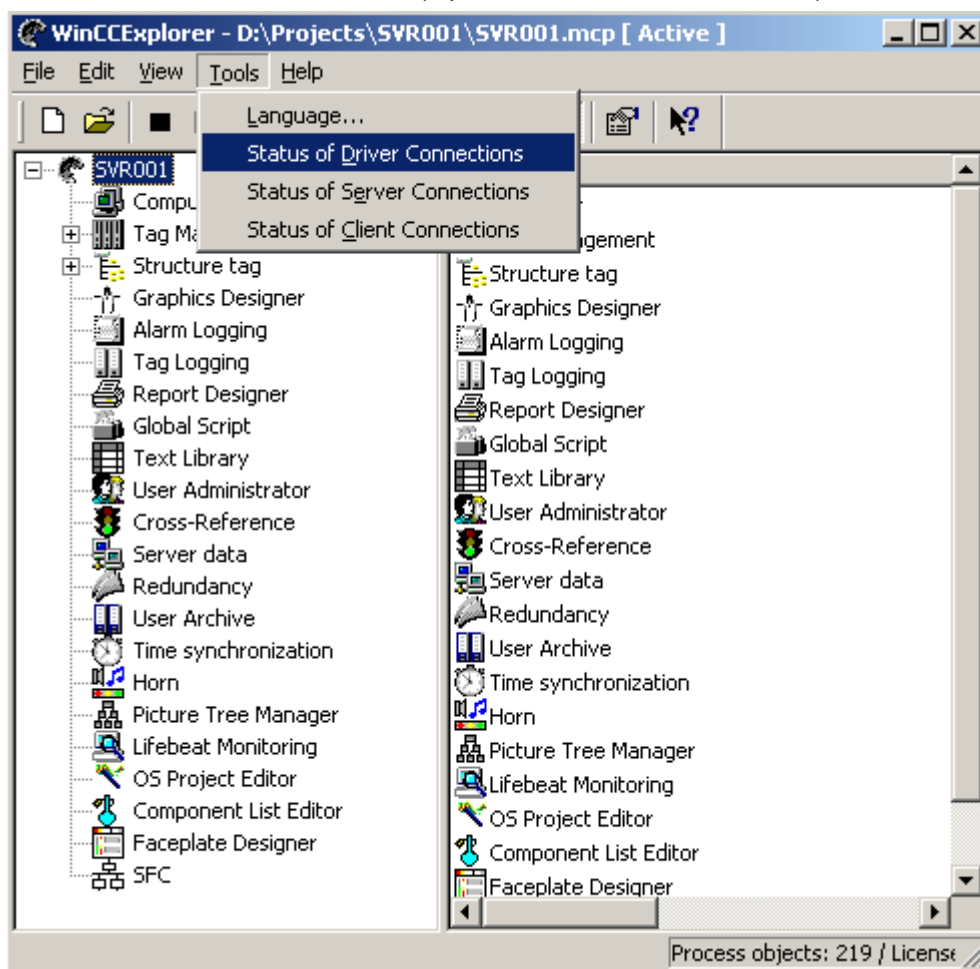 WinCCExplorer - D:\Projects\SVR001\SVR001.mcp [ Active ]
File Edit View Tools Help
Language...
Status of Driver Connections
Status of Server Connections
Status of Client Connections
SVR001
Compu
Tag Ma
Structure tag
Graphics Designer
Alarm Logging
Tag Logging
Report Designer
Global Script
Text Library
User Administrator
Cross-Reference
Server data
Redundancy
User Archive
Time synchronization
Horn
Picture Tree Manager
Lifebeat Monitoring
OS Project Editor
Component List Editor
Faceplate Designer
SFC
gement
Structure tag
Graphics Designer
Alarm Logging
Tag Logging
Report Designer
Global Script
Text Library
User Administrator
Cross-Reference
Server data
Redundancy
User Archive
Time synchronization
Horn
Picture Tree Manager
Lifebeat Monitoring
OS Project Editor
Component List Editor
Faceplate Designer
Process objects: 219 / License